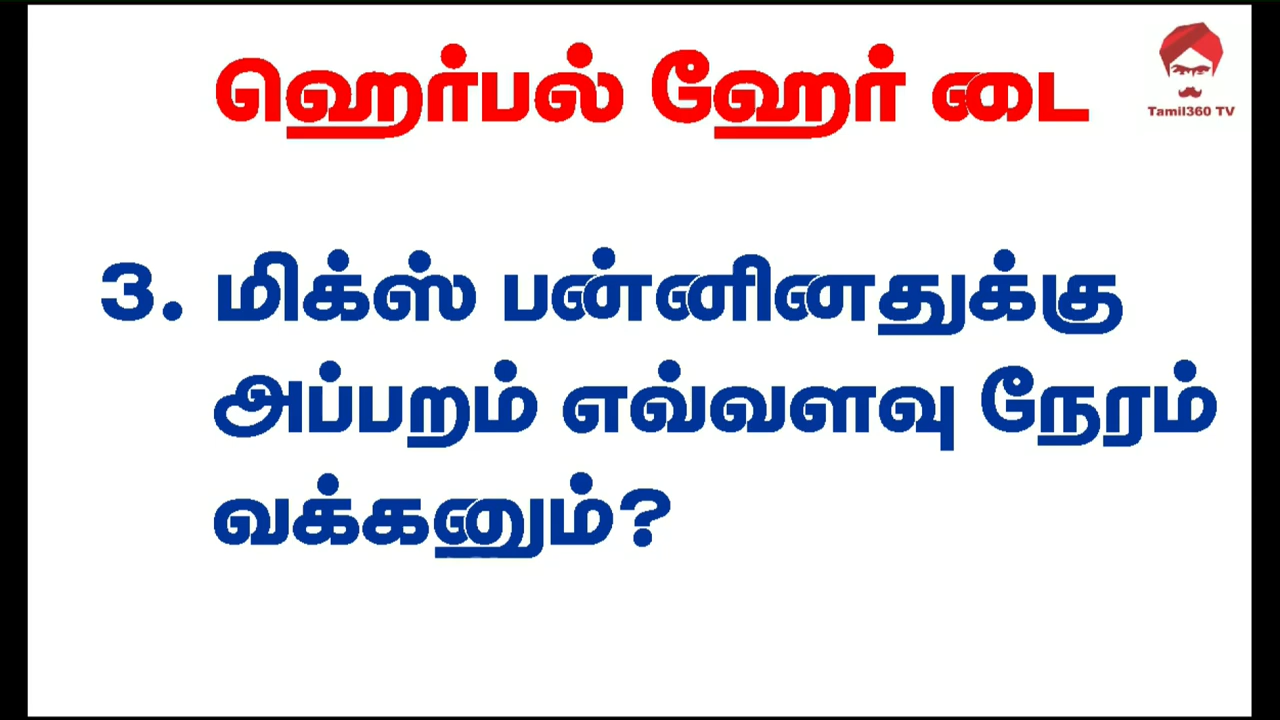 ஹெர்பல் ஹேர் டை
Tamil360 TV
3. மிக்ஸ் பன்னினதுக்கு
அப்பறம் எவ்வளவு நேரம்
வக்கனும்?